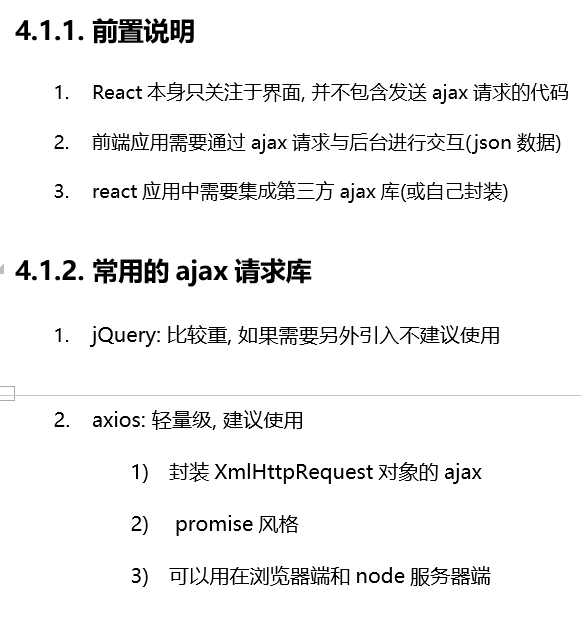 4.1.1. 前置说明
1. React 本身只关注于界面, 并不包含发送 ajax 请求的代码
2. 前端应用需要通过 ajax 请求与后台进行交互(json 数据)
3. react 应用中需要集成第三方 ajax 库(或自己封装)
4.1.2. 常用的 ajax 请求库
1. jQuery: 比较重, 如果需要另外引入不建议使用
2. axios: 轻量级, 建议使用
1) 封装 XmlHttpRequest 对象的 ajax
2) promise 风格
3) 可以用在浏览器端和 node 服务器端